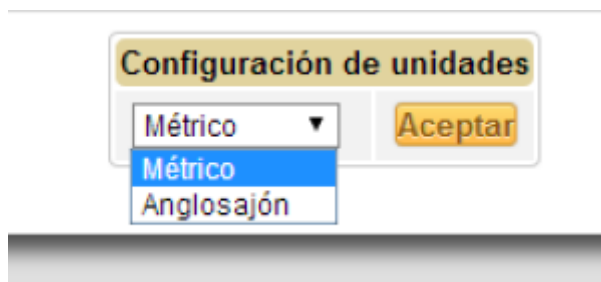 Configuración de unidades
Métrico ▼ Aceptar
Métrico
Anglosajón